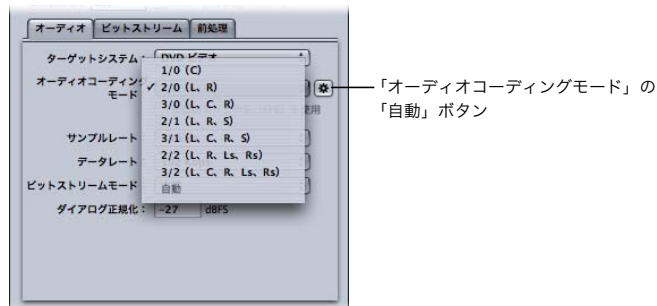 オーディオ ビットストリーム 前処理
ターゲットシステム： DVD ビデオ
オーディオコーディング
モード：
1/0（C）
✓ 2/0（L、R）
3/0（L、C、R）
2/1（L、R、S）
3/1（L、C、R、S）
2/2（L、R、Ls、Rs）
3/2（L、C、R、Ls、Rs）
自動
使用
サンプルレート：
データレート：
ビットストリームモード
ダイアログ正規化： -27 dBFS
「オーディオコーディングモード」の
「自動」ボタン